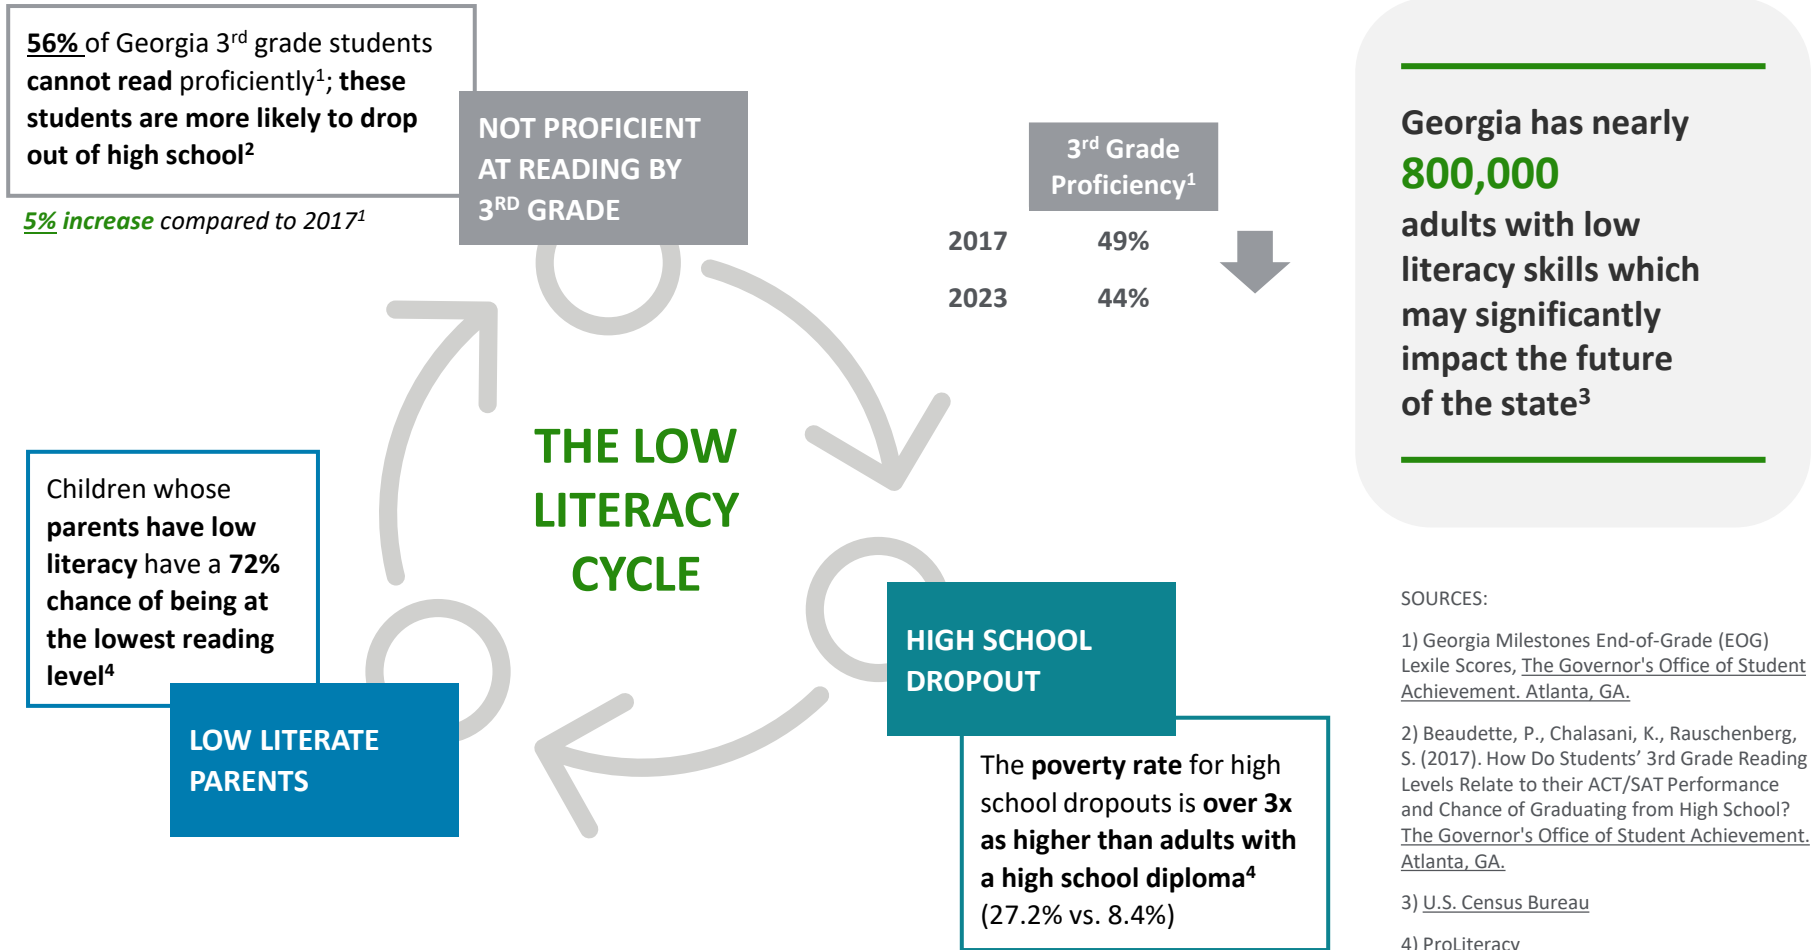 56% of Georgia 3rd grade students
cannot read proficiently1; these
students are more likely to drop
out of high school2
5% increase compared to 20171
NOT PROFICIENT
AT READING BY
3RD GRADE
3rd Grade
Proficiency1
2017 49%
2023 44%
Georgia has nearly
800,000
adults with low
literacy skills which
may significantly
impact the future
of the state3
THE LOW
LITERACY
CYCLE
Children whose
parents have low
literacy have a 72%
chance of being at
the lowest reading
level4
LOW LITERATE
PARENTS
HIGH SCHOOL
DROPOUT
The poverty rate for high
school dropouts is over 3x
as higher than adults with
a high school diploma4
(27.2% vs. 8.4%)
SOURCES:
1) Georgia Milestones End-of-Grade (EOG)
Lexile Scores, The Governor's Office of Student
Achievement. Atlanta, GA.
2) Beaudette, P., Chalasani, K., Rauschenberg,
S. (2017). How Do Students’ 3rd Grade Reading
Levels Relate to their ACT/SAT Performance
and Chance of Graduating from High School?
The Governor's Office of Student Achievement.
Atlanta, GA.
3) U.S. Census Bureau
4) ProLiteracy